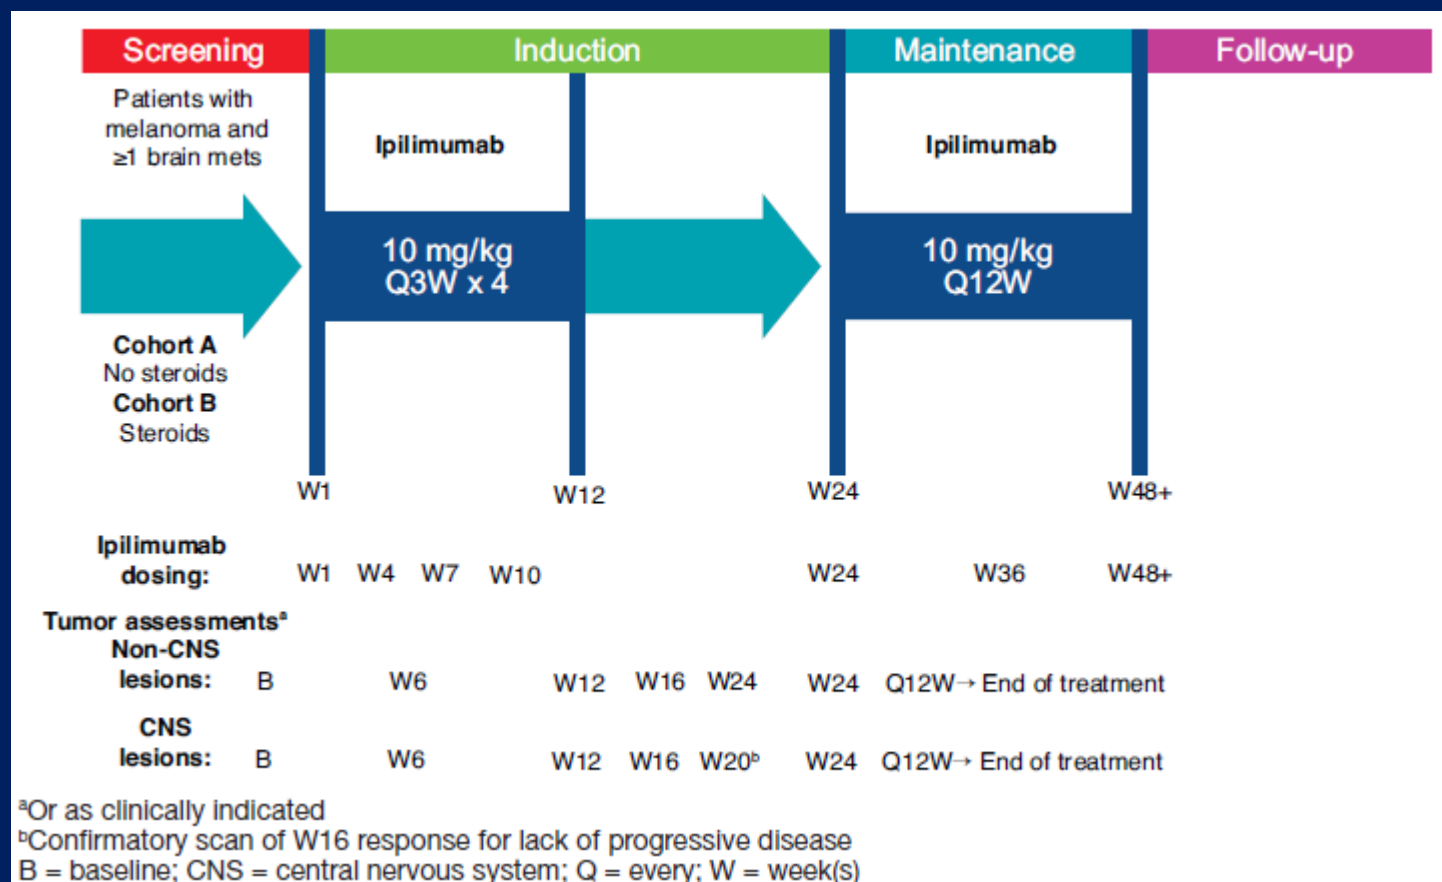 Screening Induction Maintenance Follow-up
Patients with
melanoma and
≥1 brain mets
Ipilimumab Ipilimumab
10 mg/kg
Q3W x 4
10 mg/kg
Q12W
Cohort A
No steroids
Cohort B
Steroids
W1 W12 W24 W48+
Ipilimumab
dosing: W1 W4 W7 W10 W24 W36 W48+
Tumor assessmentsᵃ
Non-CNS
lesions: B W6 W12 W16 W24 W24 Q12W→ End of treatment
CNS
lesions: B W6 W12 W16 W20ᵇ W24 Q12W→ End of treatment
ᵃOr as clinically indicated
ᵇConfirmatory scan of W16 response for lack of progressive disease
B = baseline; CNS = central nervous system; Q = every; W = week(s)